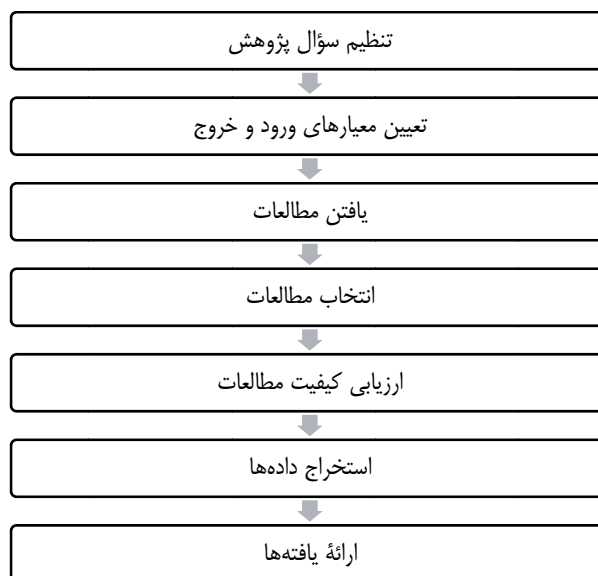 تنظیم سؤال پژوهش
تعیین معیارهای ورود و خروج
یافتن مطالعات
انتخاب مطالعات
ارزیابی کیفیت مطالعات
استخراج داده‌ها
ارائۀ یافته‌ها